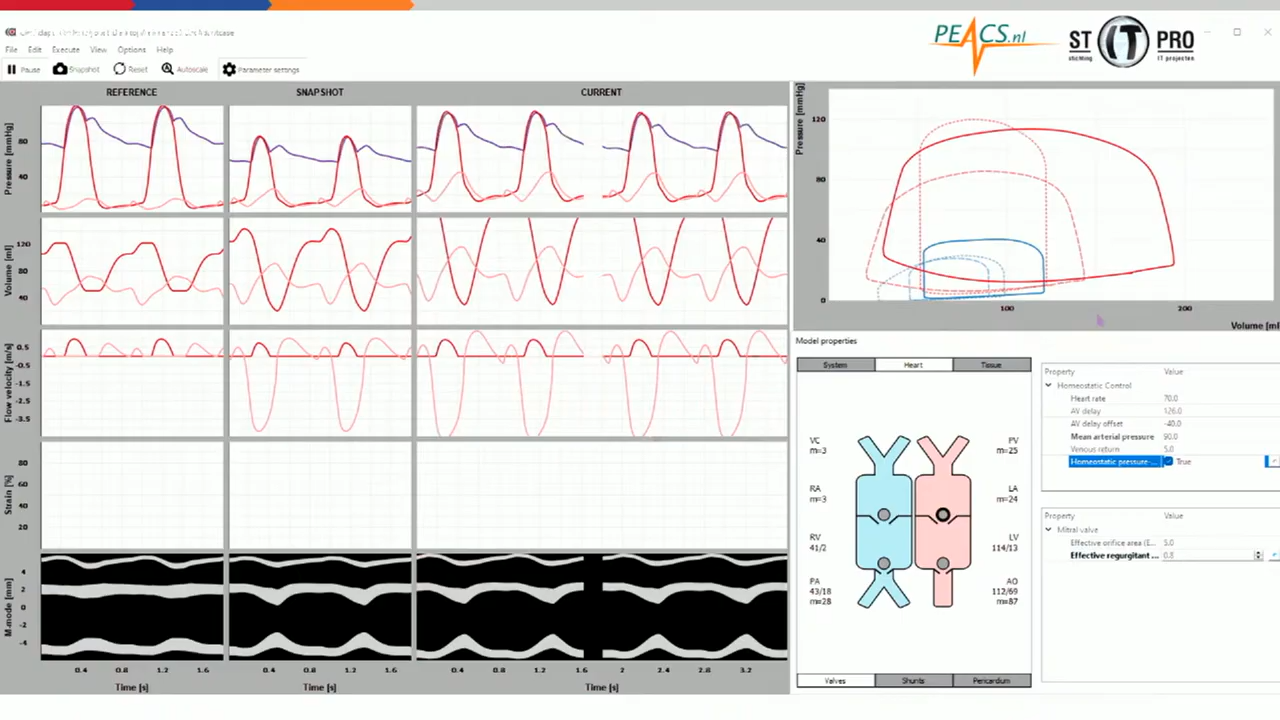 PEACS.nl
ST IT PRO
stichting IT projecten
File Edit Execute View Options Help
Pause Snapshot Reset Autoscale Parameter settings
REFERENCE SNAPSHOT CURRENT
Pressure [mmHg]
80
40
Volume [ml]
120
80
40
Flow velocity [m/s]
0.5
-0.5
-1.5
-2.5
-3.5
Strain [%]
80
60
40
20
M-mode [mm]
4
2
0
-2
-4
0.4 0.8 1.2 1.6 0.4 0.8 1.2 1.6 0.4 0.8 1.2 1.6 2 2.4 2.8 3.2
Time [s] Time [s] Time [s]
Pressure [mmHg]
120
80
40
0
100 200
Model properties
System Heart Tissue
VC
m=3
RA
m=3
RV
41/2
PA
43/18
m=28
PV
m=25
LA
m=24
LV
114/13
AO
112/69
m=87
Valves Shunts Pericardium
Property Value
Homeostatic Control
Heart rate 70.0
AV delay 126.0
AV delay offset -40.0
Mean arterial pressure 90.0
Venous return 5.0
Homeostatic pressure-... True
Property Value
Mitral valve
Effective orifice area (E... 5.0
Effective regurgitant ... 0.8